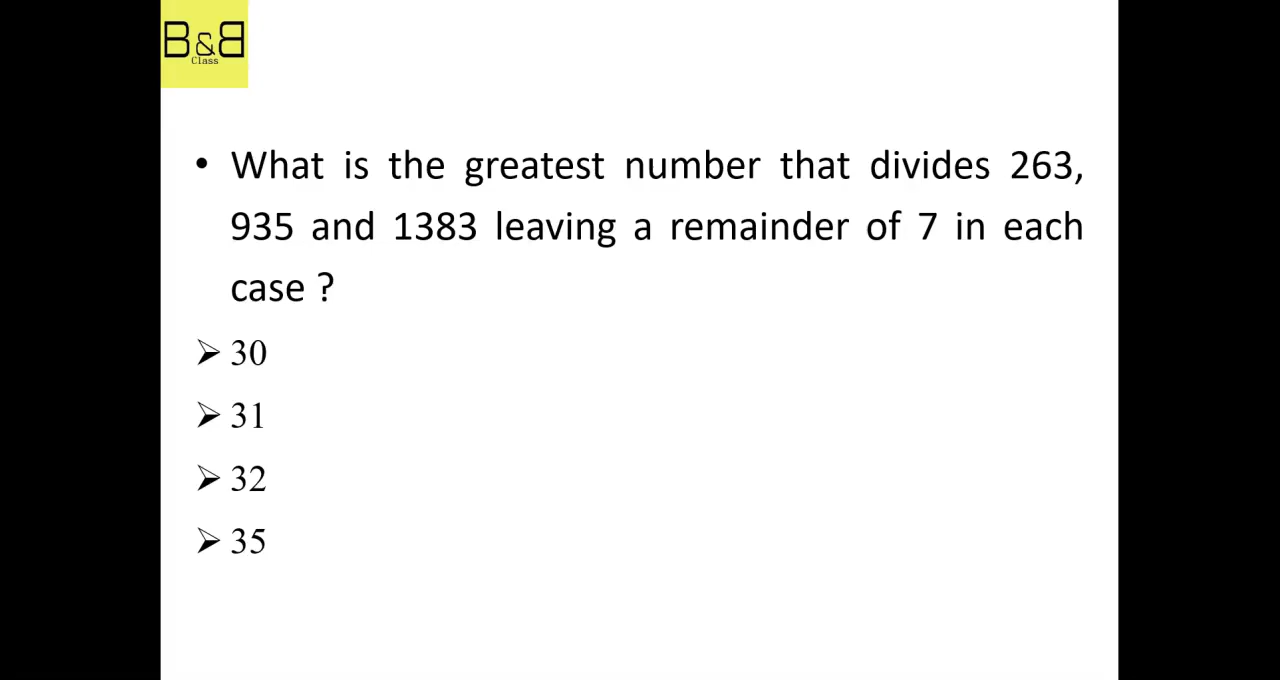 B&B
Class
• What is the greatest number that divides 263,
935 and 1383 leaving a remainder of 7 in each
case ?
➢ 30
➢ 31
➢ 32
➢ 35